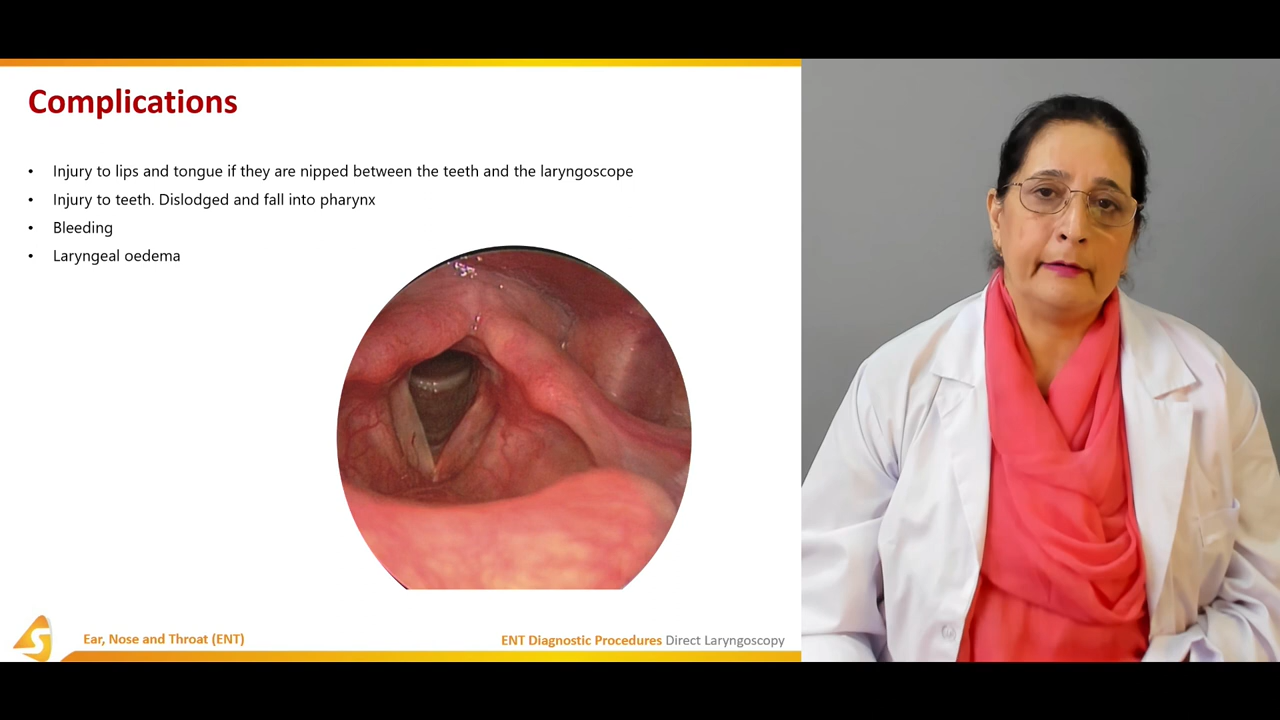 Complications
• Injury to lips and tongue if they are nipped between the teeth and the laryngoscope
• Injury to teeth. Dislodged and fall into pharynx
• Bleeding
• Laryngeal oedema
S
Ear, Nose and Throat (ENT)
ENT Diagnostic Procedures Direct Laryngoscopy